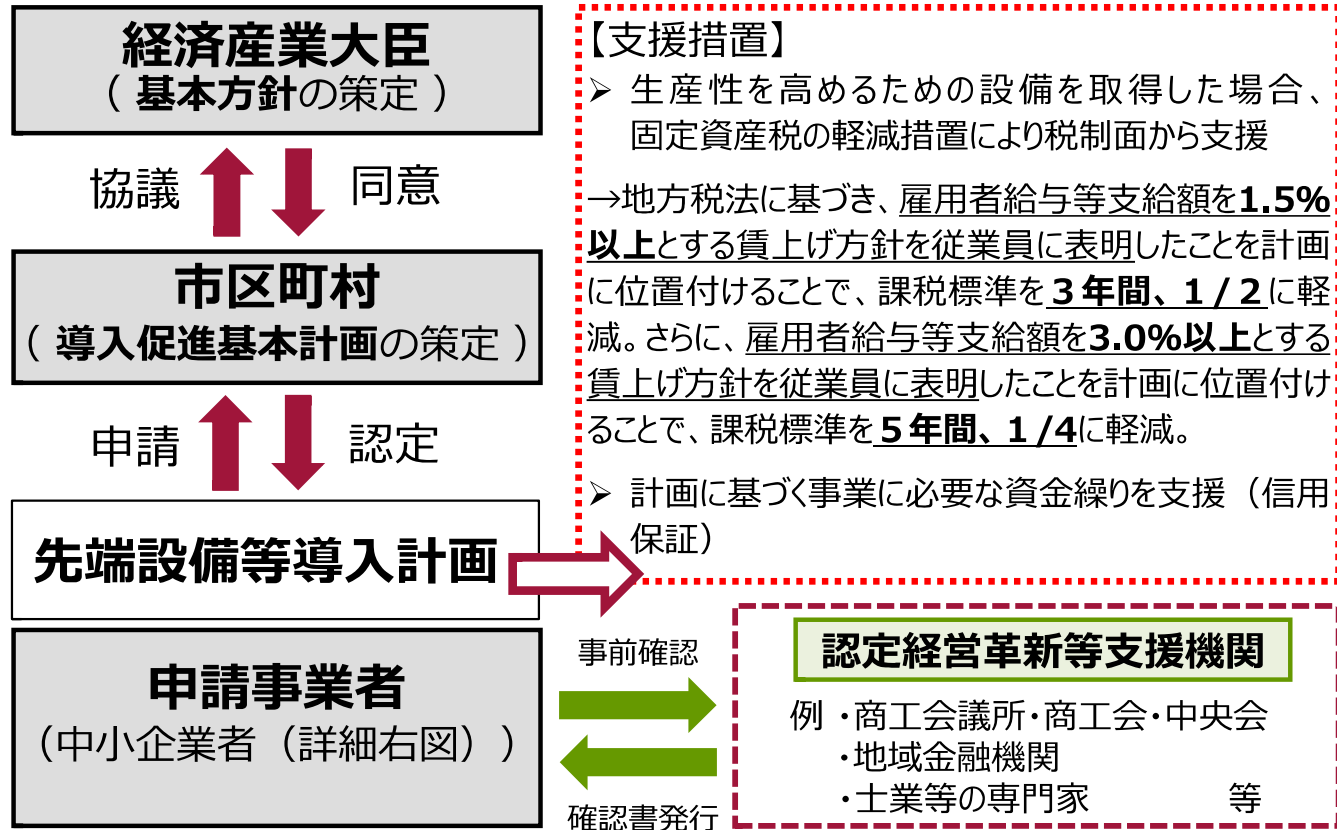 経済産業大臣
（ 基本方針の策定 ）
協議
同意
市区町村
（ 導入促進基本計画の策定 ）
申請
認定
先端設備等導入計画
申請事業者
（中小企業者（詳細右図））
【支援措置】
➢ 生産性を高めるための設備を取得した場合、
固定資産税の軽減措置により税制面から支援
→地方税法に基づき、雇用者給与等支給額を1.5%
以上とする賃上げ方針を従業員に表明したことを計画
に位置付けることで、課税標準を３年間、１/２に軽
減。さらに、雇用者給与等支給額を3.0%以上とする
賃上げ方針を従業員に表明したことを計画に位置付け
ることで、課税標準を５年間、１/4に軽減。
➢ 計画に基づく事業に必要な資金繰りを支援（信用
保証）
事前確認
確認書発行
認定経営革新等支援機関
例 ・商工会議所・商工会・中央会
・地域金融機関
・士業等の専門家 等